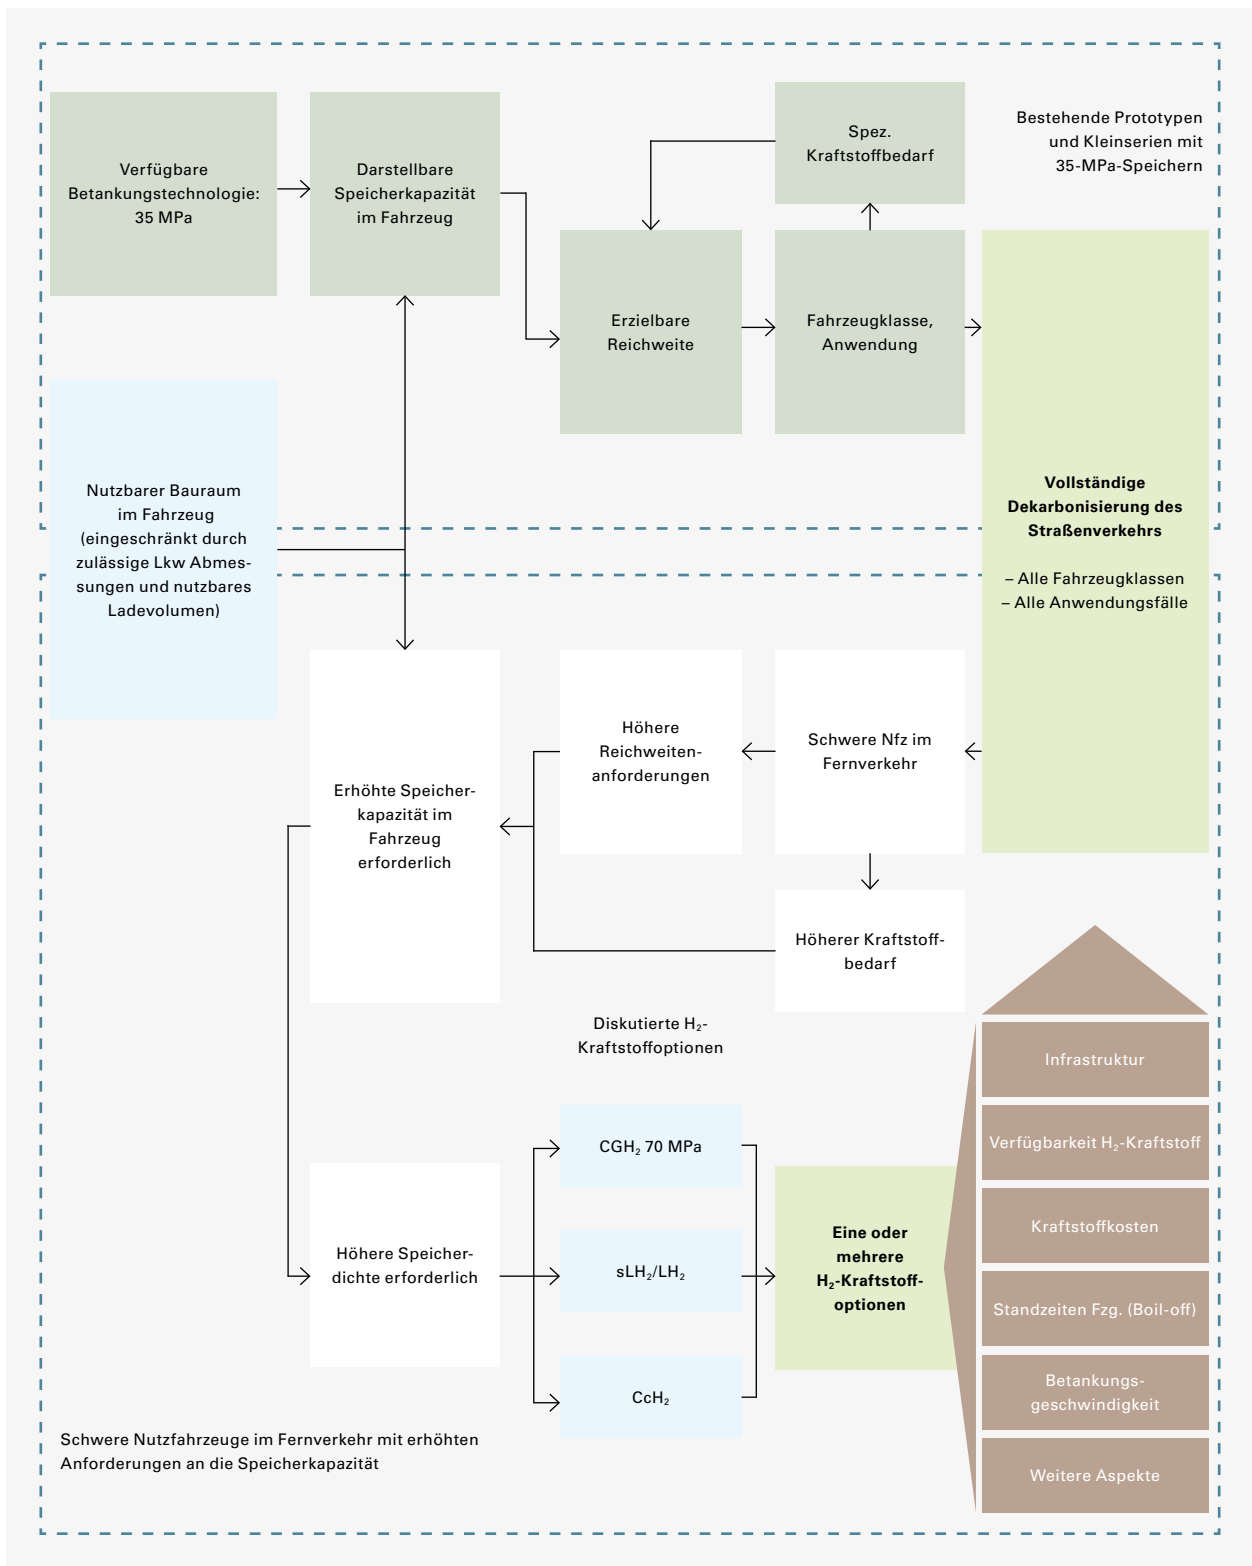 Verfügbare
Betankungstechnologie:
35 MPa
Darstellbare
Speicherkapazität
im Fahrzeug
Spez.
Kraftstoffbedarf
Bestehende Prototypen
und Kleinserien mit
35-MPa-Speichern
Erzielbare
Reichweite
Fahrzeugklasse,
Anwendung
Nutzbarer Bauraum
im Fahrzeug
(eingeschränkt durch
zulässige Lkw Abmes-
sungen und nutzbares
Ladevolumen)
Vollständige
Dekarbonisierung des
Straßenverkehrs
– Alle Fahrzeugklassen
– Alle Anwendungsfälle
Erhöhte Speicher-
kapazität im
Fahrzeug
erforderlich
Höhere
Reichweiten-
anforderungen
Schwere Nfz im
Fernverkehr
Höherer Kraftstoff-
bedarf
Diskutierte H₂-
Kraftstoffoptionen
Höhere Speicher-
dichte erforderlich
CGH₂ 70 MPa
sLH₂/LH₂
CcH₂
Eine oder
mehrere
H₂-Kraftstoff-
optionen
Infrastruktur
Verfügbarkeit H₂-Kraftstoff
Kraftstoffkosten
Standzeiten Fzg. (Boil-off)
Betankungs-
geschwindigkeit
Weitere Aspekte
Schwere Nutzfahrzeuge im Fernverkehr mit erhöhten
Anforderungen an die Speicherkapazität